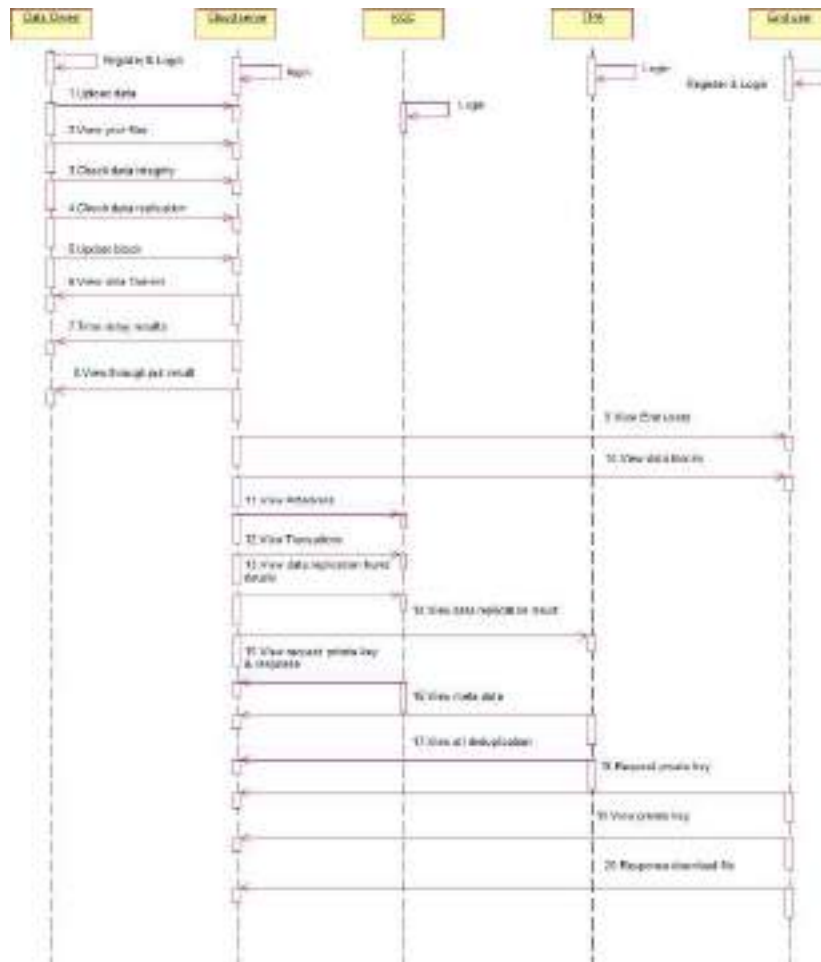 Data Owner
Cloud server
KGC
TPA
End user
Register & Login
login
Login
Login
Register & Login
1 Upload data
2 View your files
3 Check data integrity
4 Check data replication
5 Update block
6 View data
7 Time delay results
8 View throughput result
9 View End users
10 View data blocks
11 View Attackers
12 View Transactions
13 View data replication
details
14 View data replication result
15 View request private key
& response
16 View meta data
17 View all deduplication
18 Request private key
19 View private key
20 Response download file